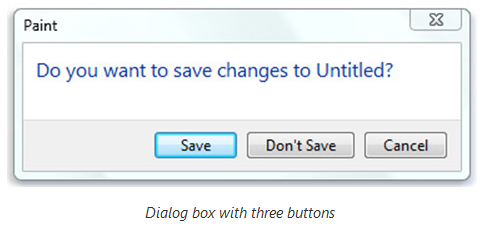 Paint
Do you want to save changes to Untitled?
Save
Don't Save
Cancel
Dialog box with three buttons